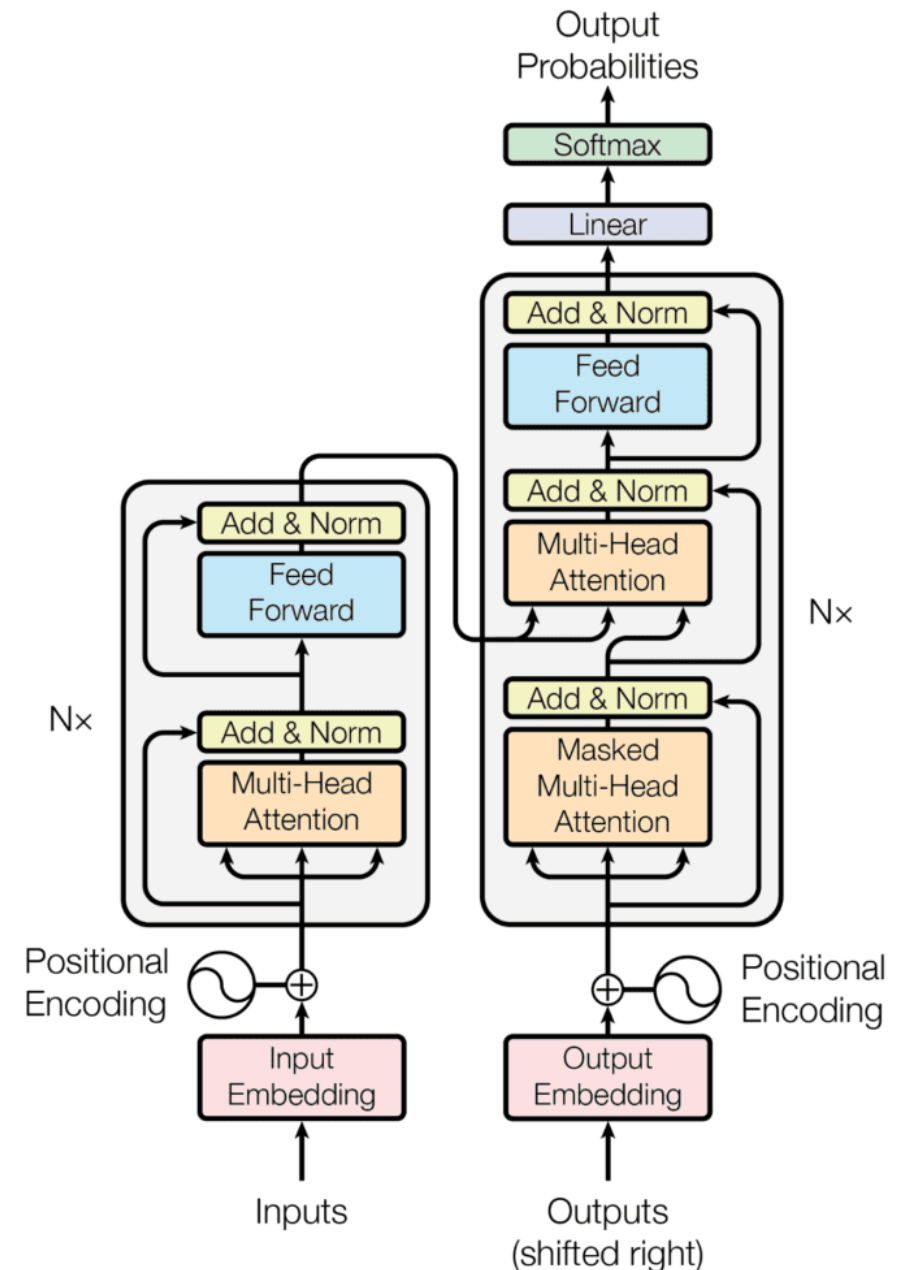 Output
Probabilities
Softmax
Linear
Add & Norm
Feed
Forward
Add & Norm
Multi-Head
Attention
Nx
Add & Norm
Masked
Multi-Head
Attention
Add & Norm
Feed
Forward
Nx
Add & Norm
Multi-Head
Attention
Positional
Encoding
Positional
Encoding
Input
Embedding
Output
Embedding
Inputs
Outputs
(shifted right)